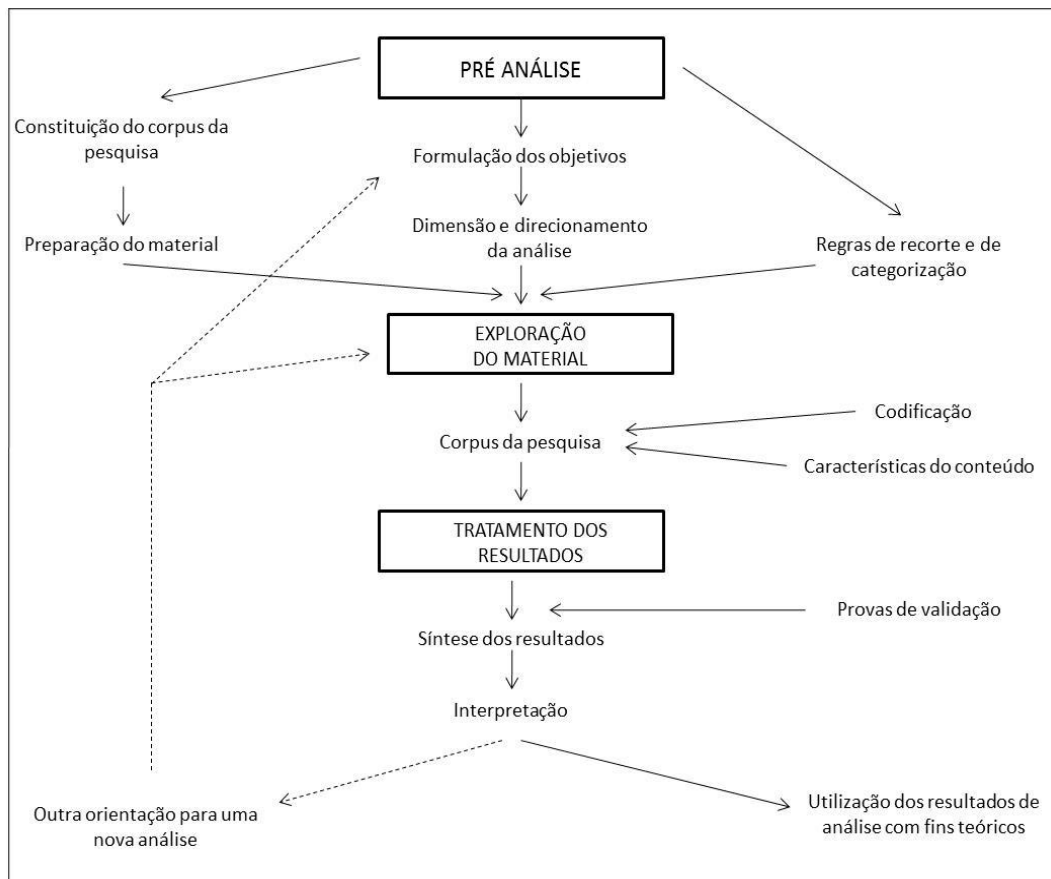 PRÉ ANÁLISE
Constituição do corpus da
pesquisa
Formulação dos objetivos
Preparação do material
Dimensão e direcionamento
da análise
Regras de recorte e de
categorização
EXPLORAÇÃO
DO MATERIAL
Codificação
Corpus da pesquisa
Características do conteúdo
TRATAMENTO DOS
RESULTADOS
Provas de validação
Síntese dos resultados
Interpretação
Outra orientação para uma
nova análise
Utilização dos resultados de
análise com fins teóricos